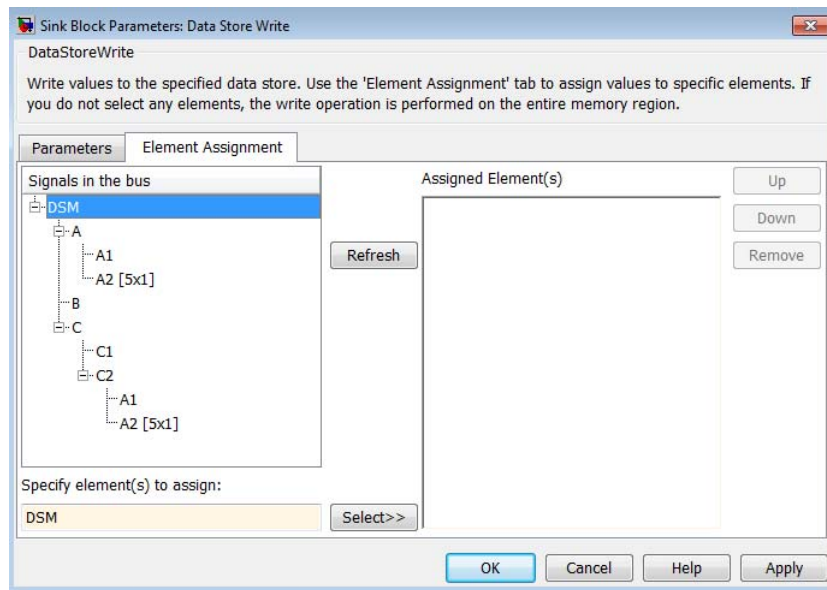 Sink Block Parameters: Data Store Write
DataStoreWrite
Write values to the specified data store. Use the 'Element Assignment' tab to assign values to specific elements. If
you do not select any elements, the write operation is performed on the entire memory region.
Parameters
Element Assignment
Signals in the bus
DSM
A
A1
A2 [5x1]
B
C
C1
C2
A1
A2 [5x1]
Specify element(s) to assign:
DSM
Refresh
Select>>
Assigned Element(s)
Up
Down
Remove
OK
Cancel
Help
Apply